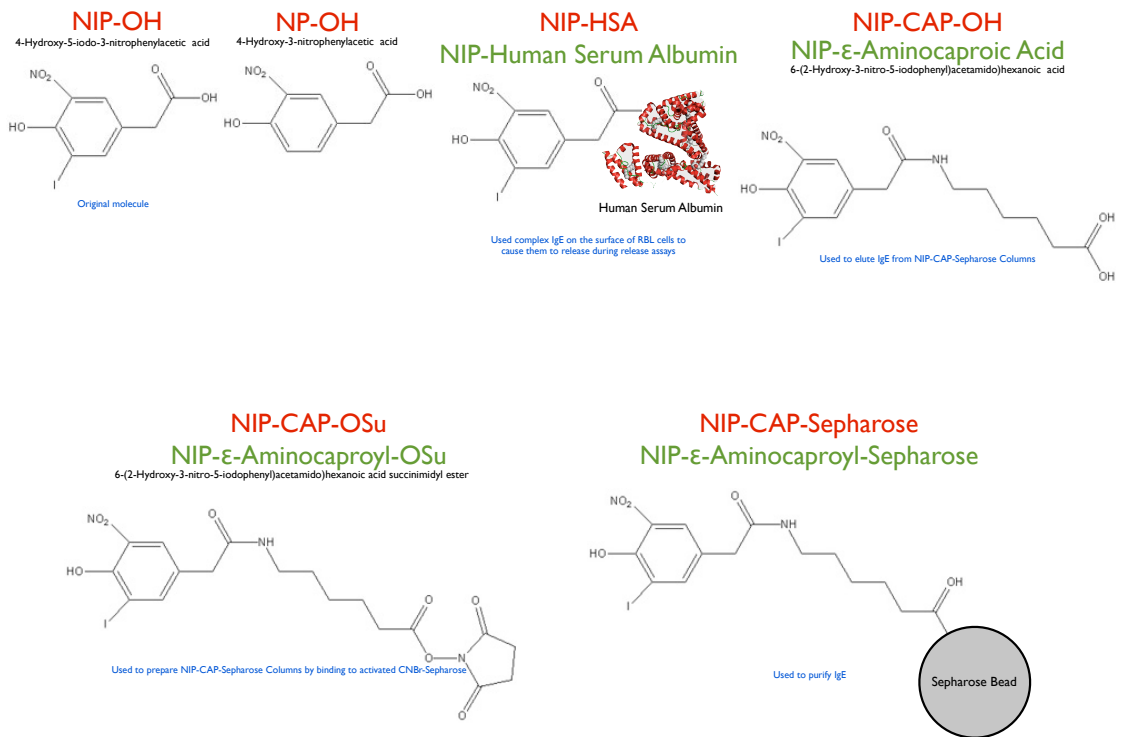 NIP-OH
4-Hydroxy-5-iodo-3-nitrophenylacetic acid
NO2
O
OH
HO
I
Original molecule
NP-OH
4-Hydroxy-3-nitrophenylacetic acid
NO2
O
OH
HO
NIP-HSA
NIP-Human Serum Albumin
NO2
O
HO
I
Human Serum Albumin
Used complex IgE on the surface of RBL cells to
cause them to release during release assays
NIP-CAP-OH
NIP-ε-Aminocaproic Acid
6-(2-Hydroxy-3-nitro-5-iodophenyl)acetamido)hexanoic acid
NO2
O
NH
HO
I
OH
OH
Used to elute IgE from NIP-CAP-Sepharose Columns
NIP-CAP-OSu
NIP-ε-Aminocaproyl-OSu
6-(2-Hydroxy-3-nitro-5-iodophenyl)acetamido)hexanoic acid succinimidyl ester
NO2
O
NH
HO
I
O
O
O
N
O
Used to prepare NIP-CAP-Sepharose Columns by binding to activated CNBr-Sepharose
NIP-CAP-Sepharose
NIP-ε-Aminocaproyl-Sepharose
NO2
O
NH
HO
I
OH
Used to purify IgE
Sepharose Bead